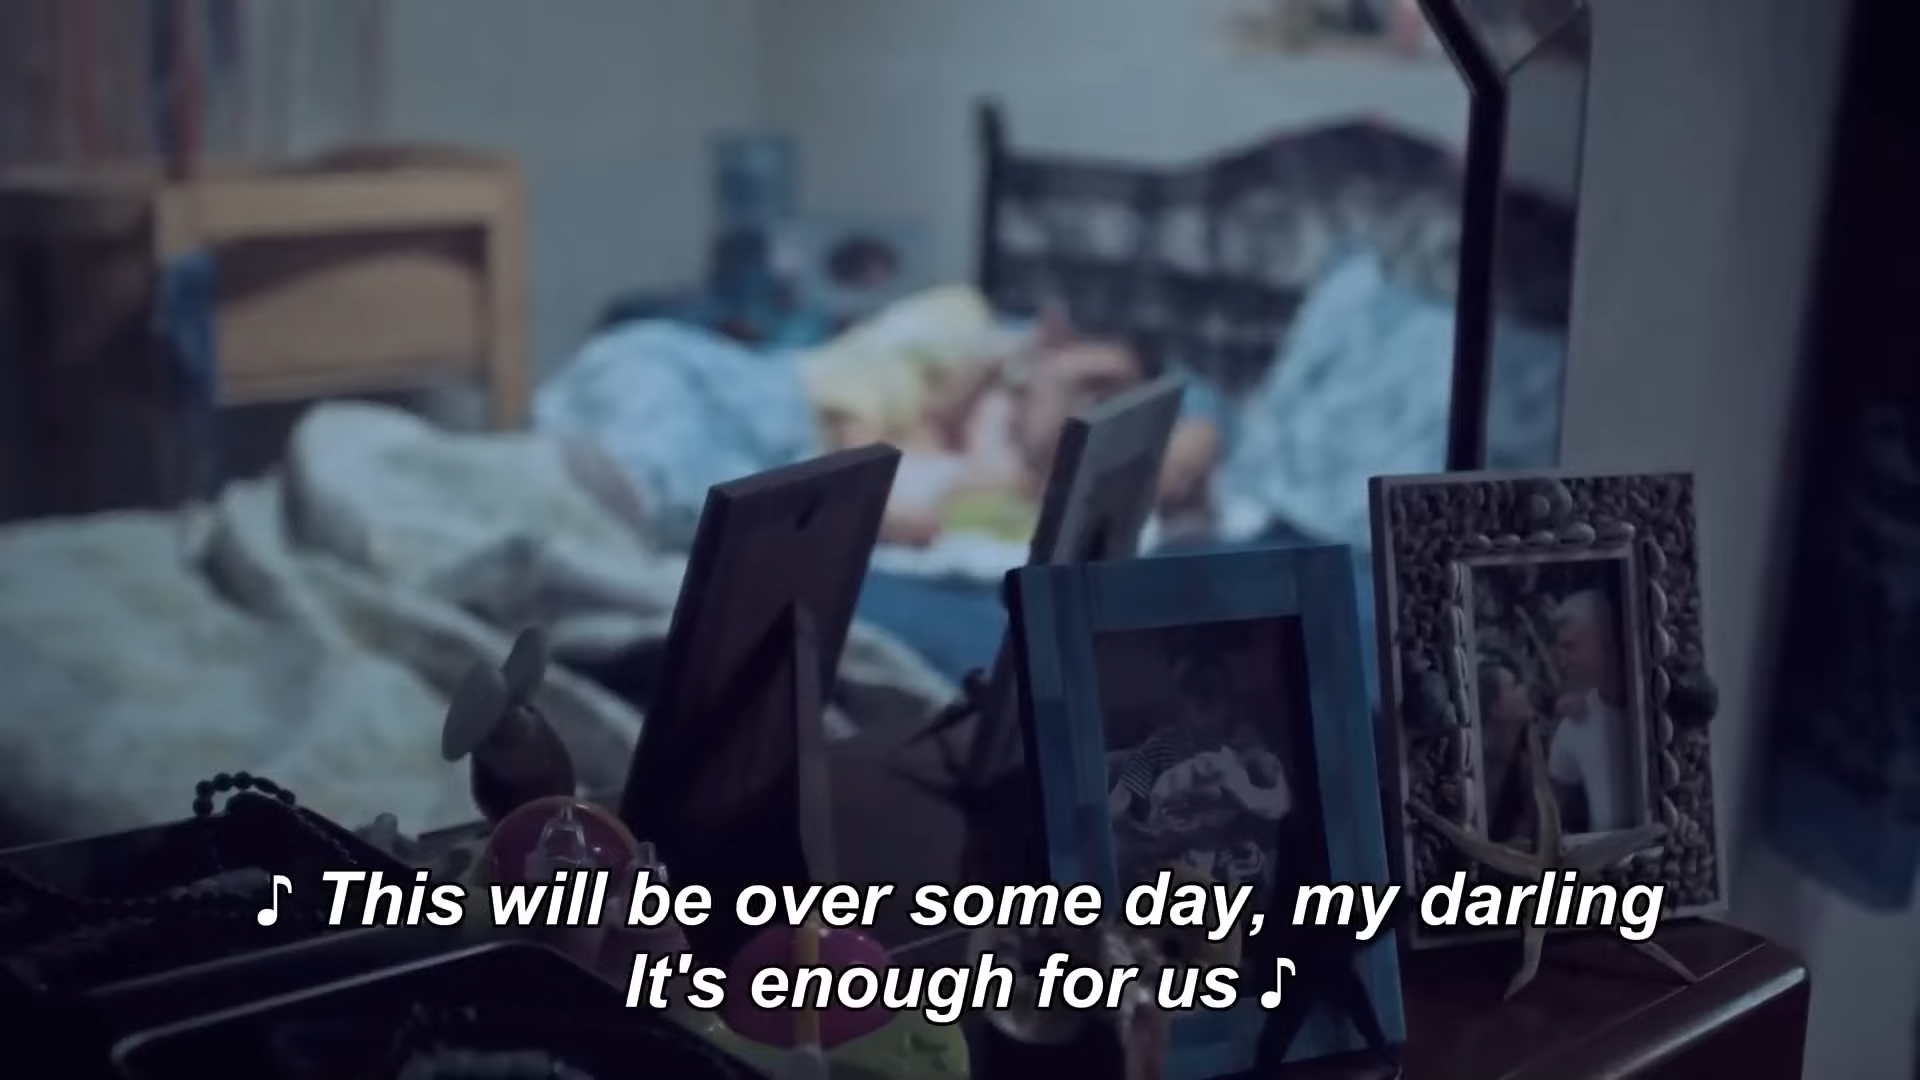 ♪ This will be over some day, my darling
It's enough for us ♪